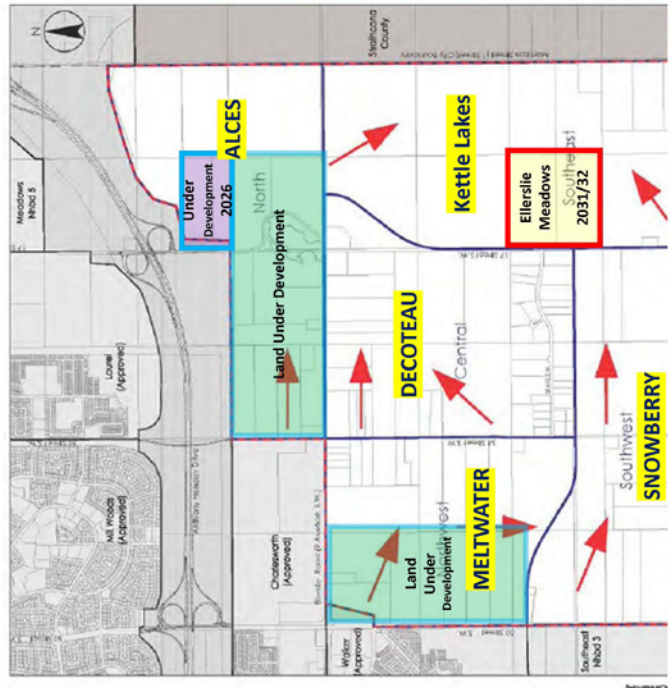 N
Meadows
Nhbd 5
Strathcona
County
Laurel
(Approved)
Mill Woods
(Approved)
Charlesworth
(Approved)
Walker
(Approved)
Southeast
Nhbd 3
Anthony Henday Drive
17 Street S.W.
34 Street S.W.
50 Street S.W.
ALCES
Under
Development
2026
North
Land Under Development
Kettle Lakes
Ellerslie
Meadows
2031/32
Southeast
DECOTEAU
Central
MELTWATER
Northwest
Land
Under
Development
SNOWBERRY
Southwest